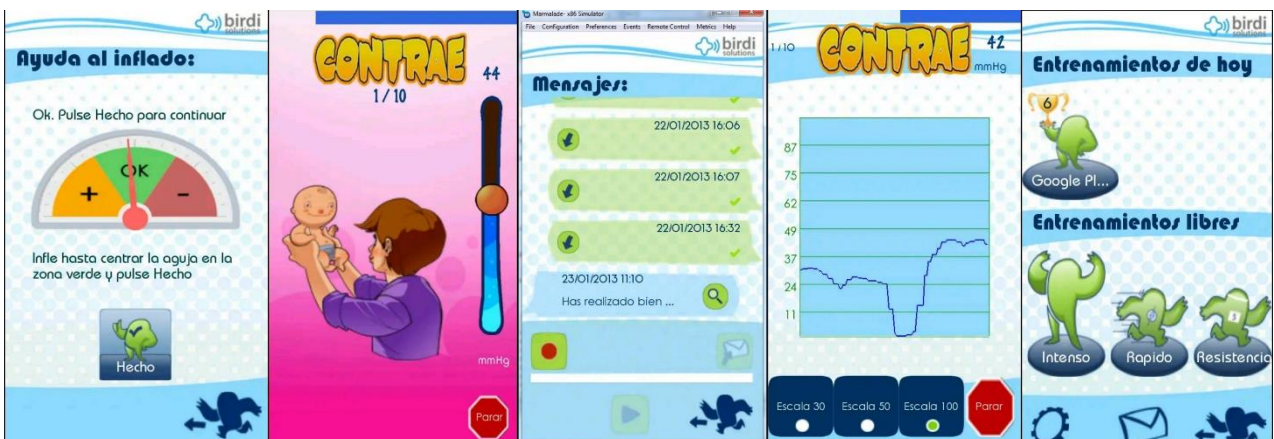 birdi
solutions
Ayuda al inflado:
Ok. Pulse Hecho para continuar
+
OK
-
Infle hasta centrar la aguja en la
zona verde y pulse Hecho
Hecho
CONTRAE
1 / 10
44
mmHg
Parar
Marmalade- x86 Simulator
File Configuration Preferences Events Remote Control Metrics Help
birdi
solutions
Mensajes:
22/01/2013 16:06
22/01/2013 16:07
22/01/2013 16:32
23/01/2013 11:10
Has realizado bien ...
1 / 10
CONTRAE
42
mmHg
87
75
62
49
37
24
11
Escala 30
Escala 50
Escala 100
Parar
birdi
solutions
Entrenamientos de hoy
6
Google Pl...
Entrenamientos libres
Intenso
Rapido
Resistencia